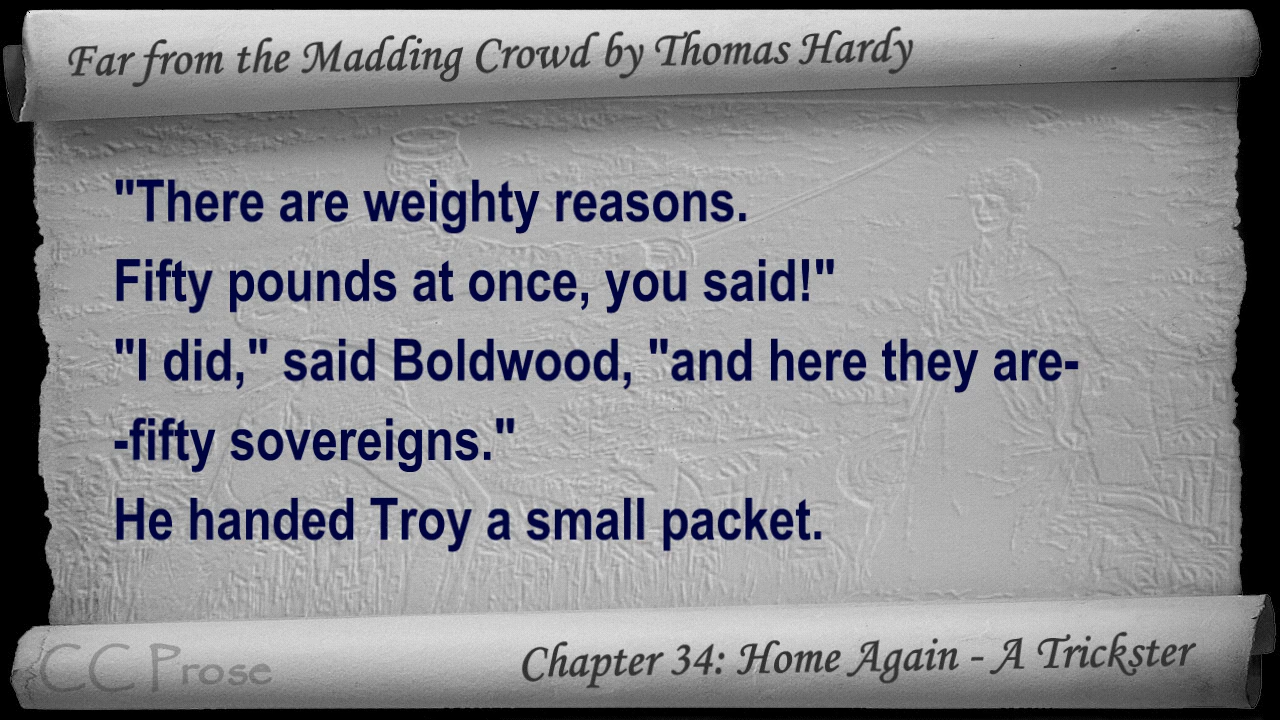 Far from the Madding Crowd by Thomas Hardy
"There are weighty reasons.
Fifty pounds at once, you said!"
"I did," said Boldwood, "and here they are-
-fifty sovereigns."
He handed Troy a small packet.
CC Prose
Chapter 34: Home Again - A Trickster